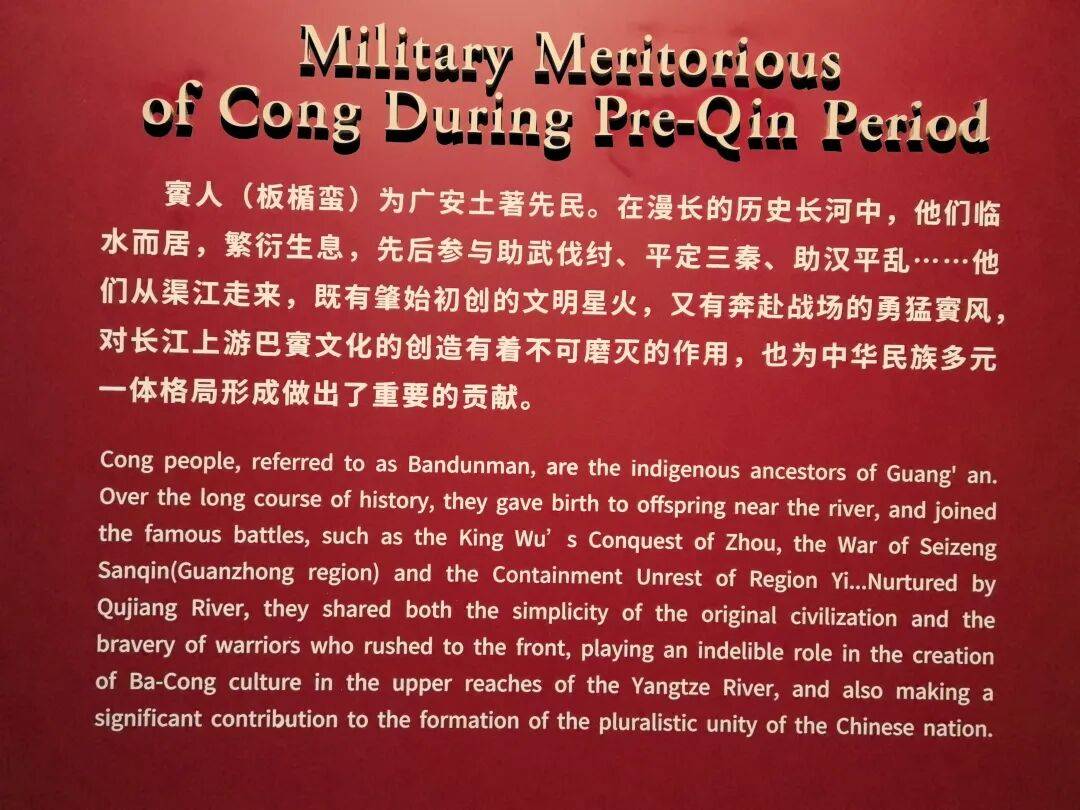 Military Meritorious
of Cong During Pre-Qin Period
賨人（板楯蛮）为广安土著先民。在漫长的历史长河中，他们临
水而居，繁衍生息，先后参与助武伐纣、平定三秦、助汉平乱……他
们从渠江走来，既有肇始初创的文明星火，又有奔赴战场的勇猛賨风，
对长江上游巴賨文化的创造有着不可磨灭的作用，也为中华民族多元
一体格局形成做出了重要的贡献。
Cong people, referred to as Bandunman, are the indigenous ancestors of Guang' an.
Over the long course of history, they gave birth to offspring near the river, and joined
the famous battles, such as the King Wu’s Conquest of Zhou, the War of Seizeng
Sanqin(Guanzhong region) and the Containment Unrest of Region Yi...Nurtured by
Qujiang River, they shared both the simplicity of the original civilization and the
bravery of warriors who rushed to the front, playing an indelible role in the creation
of Ba-Cong culture in the upper reaches of the Yangtze River, and also making a
significant contribution to the formation of the pluralistic unity of the Chinese nation.